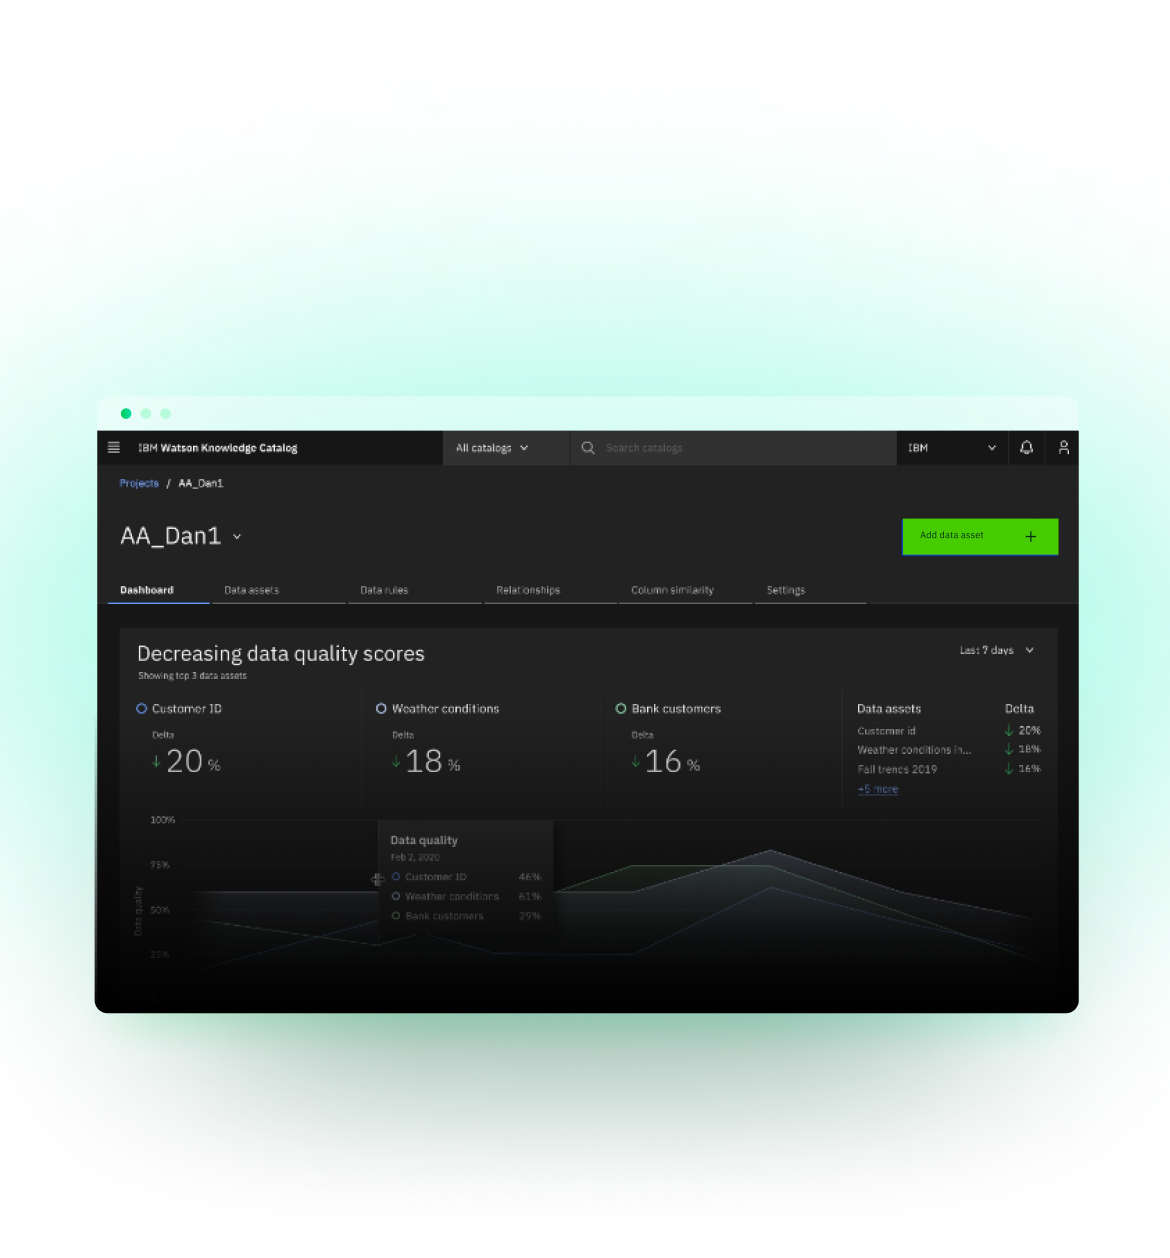 IBM Watson Knowledge Catalog
All catalogs
Search catalogs
IBM
Projects / AA_Dan1
AA_Dan1
Add data asset
Dashboard
Data assets
Data rules
Relationships
Column similarity
Settings
Decreasing data quality scores
Last 7 days
Showing top 3 data assets
Customer ID
Delta
20 %
Weather conditions
Delta
18 %
Bank customers
Delta
16 %
Data assets Delta
Customer id 20%
Weather conditions in... 18%
Fall trends 2019 16%
+5 more
100%
75%
50%
25%
Data quality
Data quality
Feb 2, 2020
Customer ID 46%
Weather conditions 61%
Bank customers 29%